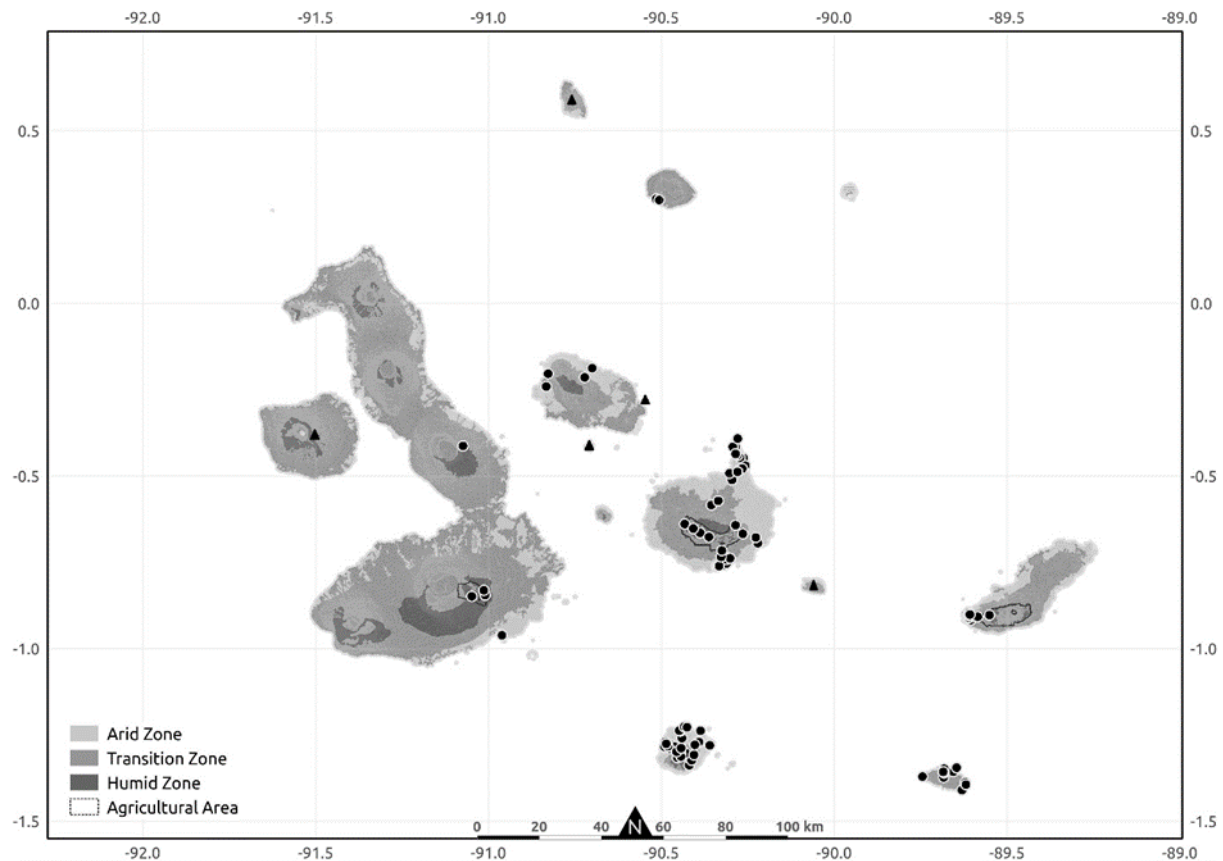 -92.0 -91.5 -91.0 -90.5 -90.0 -89.5 -89.0
0.5 0.5
0.0 0.0
-0.5 -0.5
-1.0 -1.0
Arid Zone
Transition Zone
Humid Zone
Agricultural Area
N
-1.5 -1.5
0 20 40 60 80 100 km
-92.0 -91.5 -91.0 -90.5 -90.0 -89.5 -89.0